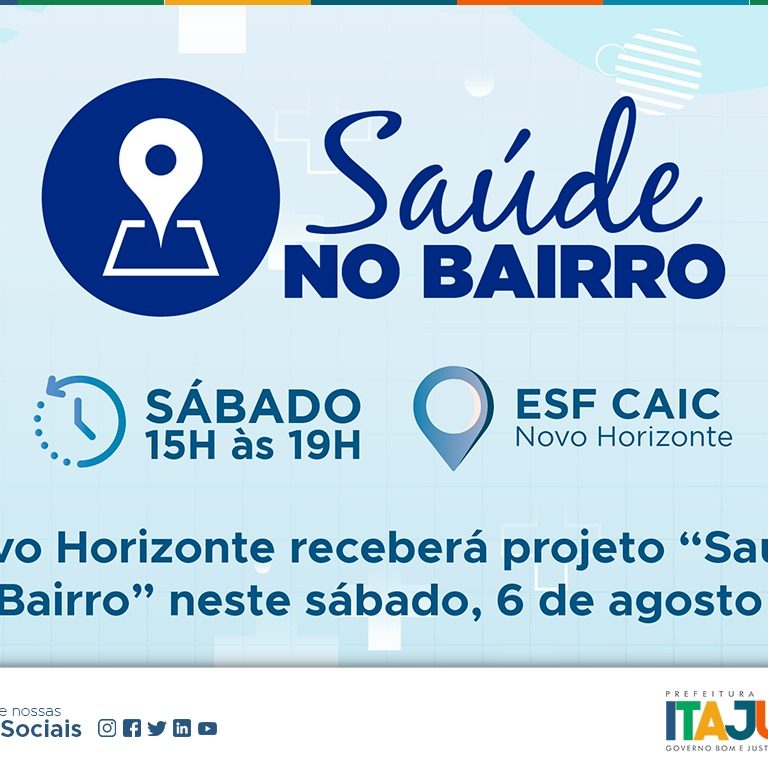 Saúde
NO BAIRRO
SÁBADO
15H às 19H
ESF CAIC
Novo Horizonte
vo Horizonte receberá projeto “Saú
Bairro” neste sábado, 6 de agosto
e nossas
Sociais
PREFEITURA
ITAJU
GOVERNO BOM E JUST